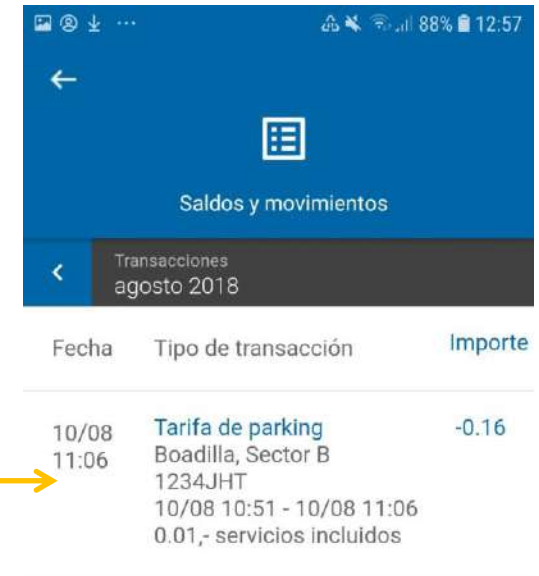 88% 12:57
Saldos y movimientos
Transacciones
agosto 2018
Fecha Tipo de transacción Importe
10/08 Tarifa de parking -0.16
11:06 Boadilla, Sector B
1234JHT
10/08 10:51 - 10/08 11:06
0.01,- servicios incluidos